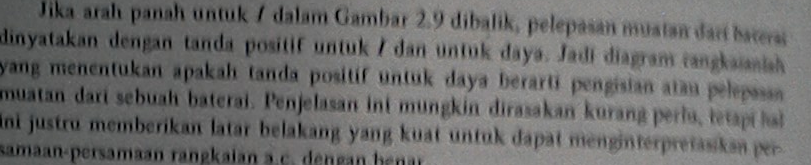 Jika arah panah untuk I dalam Gambar 2.9 dibalik, pelepasan muatan dari baterai
dinyatakan dengan tanda positif untuk I dan untuk daya. Jadi diagram rangkaianlah
yang menentukan apakah tanda positif untuk daya berarti pengisian atau pelepasan
muatan dari sebuah baterai. Penjelasan ini mungkin dirasakan kurang perlu, tetapi hal
ini justru memberikan latar belakang yang kuat untuk dapat menginterpretasikan per-
samaan-persamaan rangkaian a.c. dengan benar